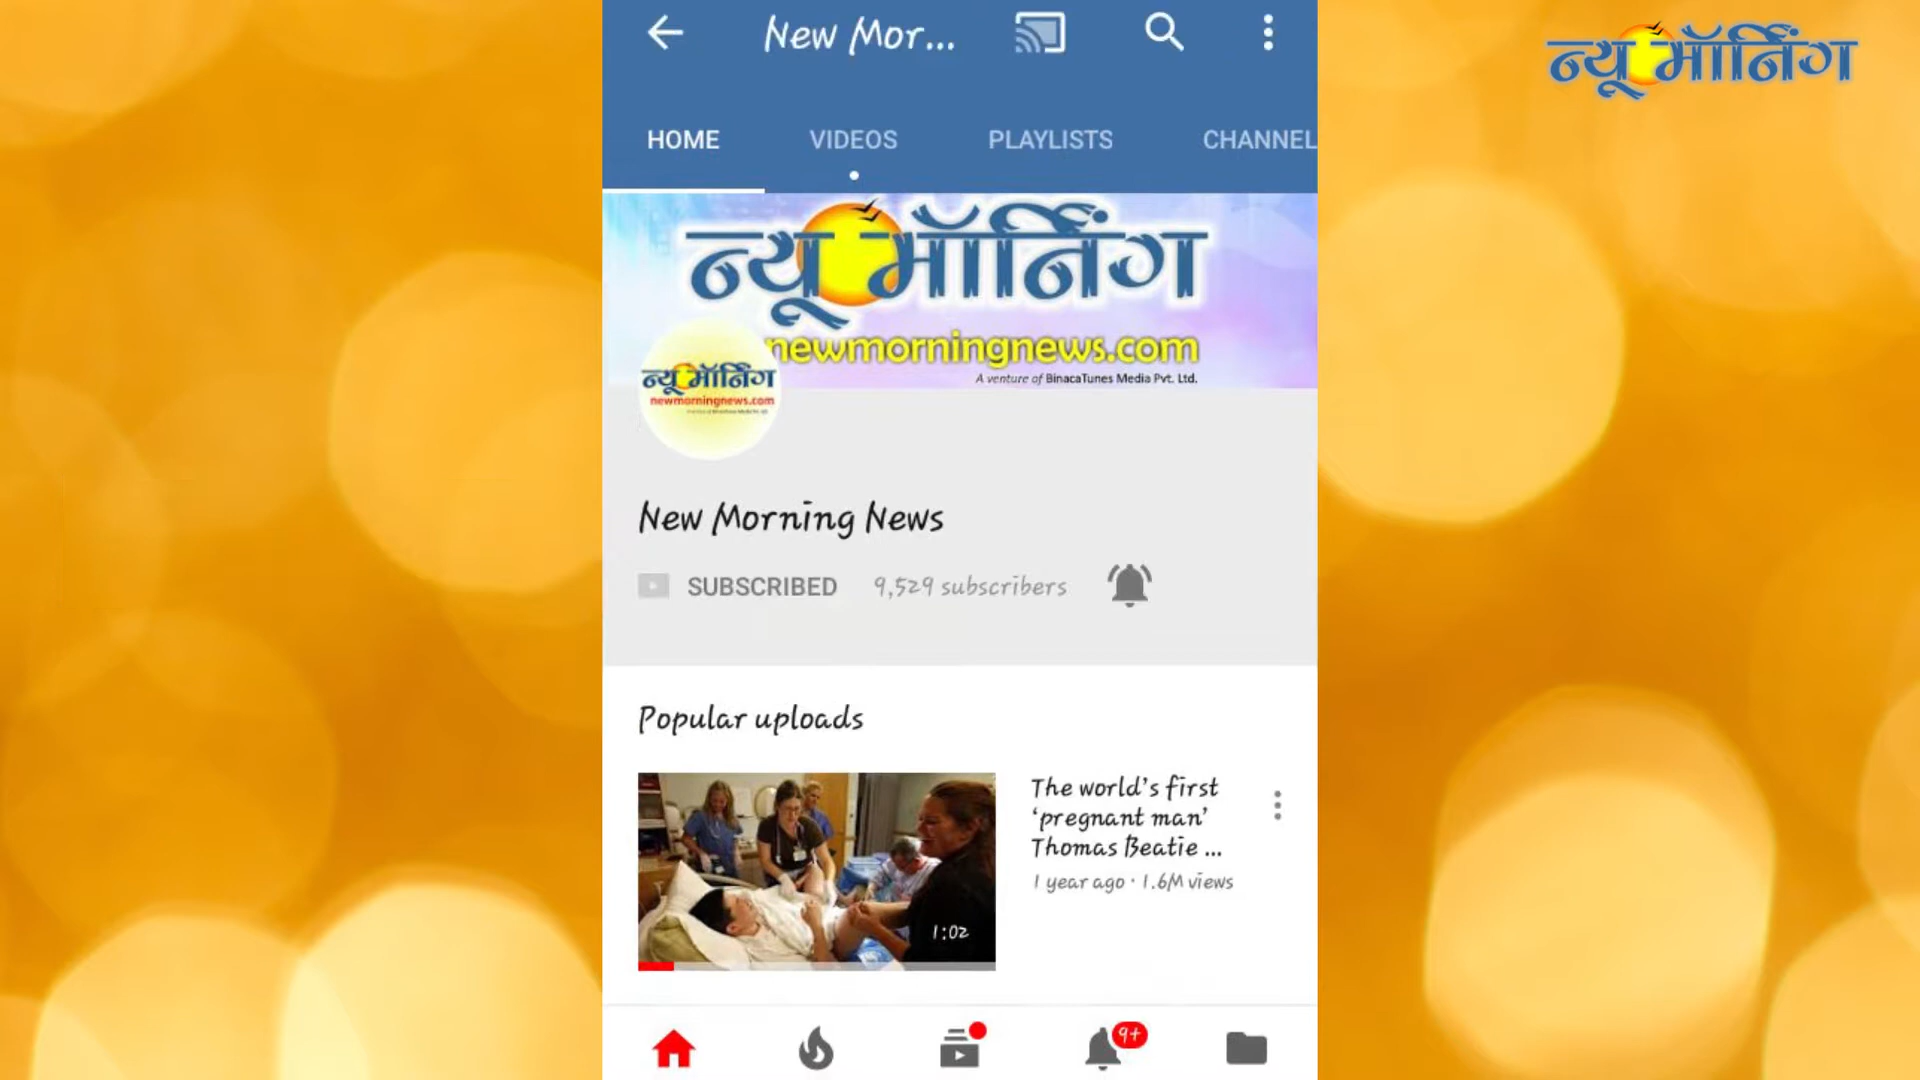 New Mor...
न्यू मॉर्निंग
HOME VIDEOS PLAYLISTS CHANNEL
न्यू मॉर्निंग
newmorningnews.com
A venture of BinacaTunes Media Pvt. Ltd.
न्यू मॉर्निंग
newmorningnews.com
New Morning News
SUBSCRIBED 9,529 subscribers
Popular uploads
The world's first
'pregnant man'
Thomas Beatie ...
1 year ago · 1.6M views
1:02
9+